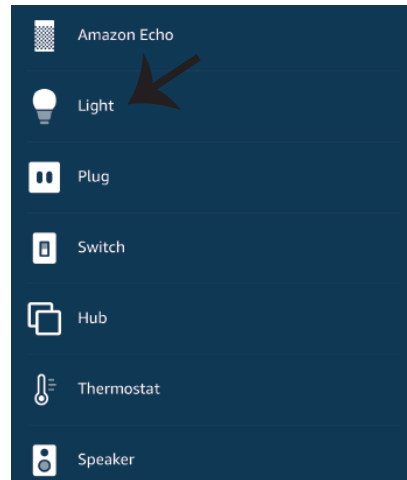 Amazon Echo
Light
Plug
Switch
Hub
Thermostat
Speaker